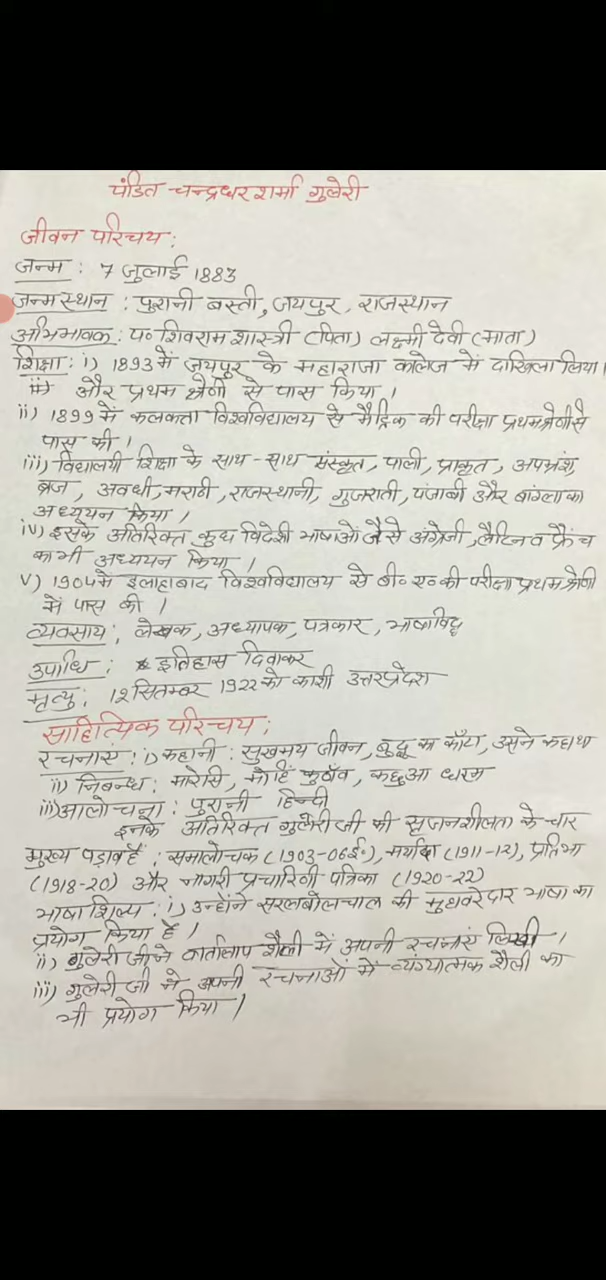 पंडित चन्द्रधर शर्मा गुलेरी
जीवन परिचय :
जन्म : 7 जुलाई 1883
जन्मस्थान : पुरानी बस्ती, जयपुर, राजस्थान
अभिभावक : प० शिवराम शास्त्री (पिता) लक्ष्मी देवी (माता)
शिक्षा : i) 1893 में जयपुर के महाराजा कॉलेज में दाखिला लिया।
और प्रथम श्रेणी से पास किया।
ii) 1899 में कलकता विश्वविद्यालय से मैट्रिक की परीक्षा प्रथम श्रेणी से
पास की।
iii) विद्यालयी शिक्षा के साथ-साथ संस्कृत, पाली, प्राकृत, अपभ्रंश,
ब्रज, अवधी, मराठी, राजस्थानी, गुजराती, पंजाबी और बांग्ला का
अध्ययन किया।
iv) इसके अतिरिक्त कुछ विदेशी भाषाओं जैसे अंग्रेजी, लैटिन व फ्रैंच
का भी अध्ययन किया।
v) 1904 में इलाहाबाद विश्वविद्यालय से बी० ए० की परीक्षा प्रथम श्रेणी
में पास की।
व्यवसाय : लेखक, अध्यापक, पत्रकार, भाषाविद्
उपाधि : इतिहास दिवाकर
मृत्यु : 12 सितम्बर 1922 को काशी उत्तरप्रदेश
साहित्यिक परिचय :
रचनाएं : i) कहानी : सुखमय जीवन, बुद्धू का काँटा, उसने कहा था
ii) निबन्ध : मारेसि, मोहिं कुठाँव, कछुआ धरम
iii) आलोचना : पुरानी हिन्दी
इनके अतिरिक्त गुलेरी जी की सृजनशीलता के चार
मुख्य पड़ाव हैं : समालोचक (1903-06ई०), मर्यादा (1911-12), प्रतिभा
(1918-20) और नागरी प्रचारिणी पत्रिका (1920-22)
भाषा शिल्प : i) उन्होंने सरल बोलचाल की मुहावरेदार भाषा का
प्रयोग किया है।
ii) गुलेरी जी ने वार्तालाप शैली में अपनी रचनाएं लिखी।
iii) गुलेरी जी ने अपनी रचनाओं में व्यंग्यात्मक शैली का
भी प्रयोग किया।